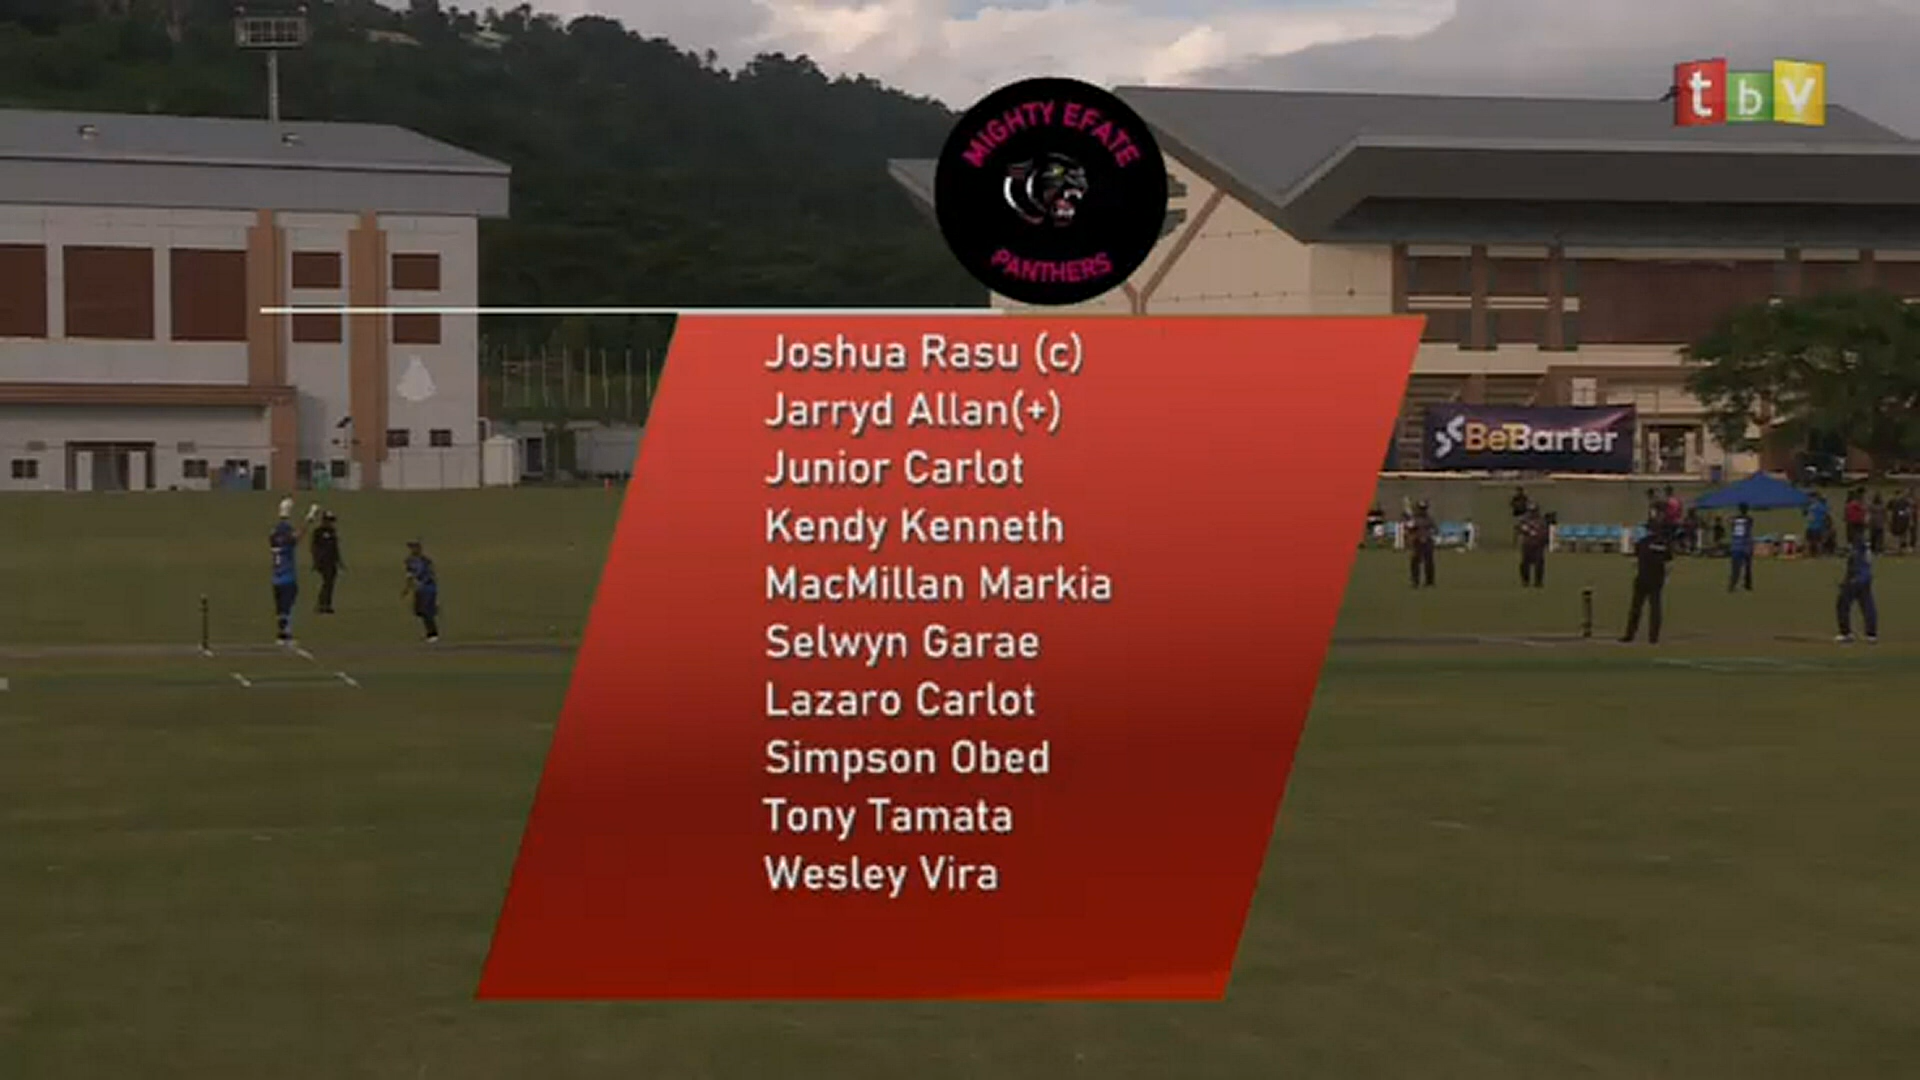 tbv
MIGHTY EFATE
PANTHERS
Joshua Rasu (c)
Jarryd Allan(+)
Junior Carlot
Kendy Kenneth
MacMillan Markia
Selwyn Garae
Lazaro Carlot
Simpson Obed
Tony Tamata
Wesley Vira
BeBarter